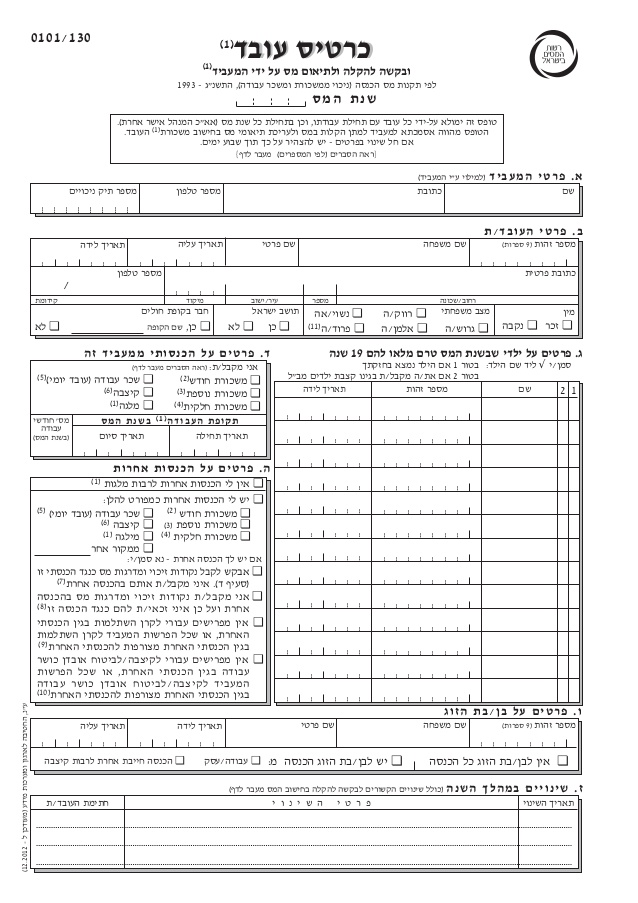 0101/130
רשות
המסים
בישראל
כרטיס עובד(1)
ובקשה להקלה ולתיאום מס על ידי המעביד(1)
לפי תקנות מס הכנסה (ניכוי ממשכורת ומשכר עבודה), התשנ״ג - 1993
שנת המס
טופס זה ימולא על-ידי כל עובד עם תחילת עבודתו, וכן בתחילת כל שנת מס (אא״כ המנהל אישר אחרת).
הטופס מהווה אסמכתא למעביד למתן הקלות במס ולעריכת תיאומי מס בחישוב משכורת(1) העובד.
אם חל שינוי בפרטים - יש להצהיר על כך תוך שבוע ימים.
(ראה הסברים (לפי המספרים) מעבר לדף)
א. פרטי המעביד (למילוי ע״י המעביד)
שם כתובת מספר טלפון מספר תיק ניכויים
ב. פרטי העובד/ת
מספר זהות (9 ספרות) שם משפחה שם פרטי תאריך עליה תאריך לידה
כתובת פרטית מספר טלפון
/
רחוב/שכונה מספר עיר/ישוב מיקוד קידומת
מין מצב משפחתי רווק/ה נשוי/אה תושב ישראל חבר בקופת חולים
זכר נקבה גרוש/ה אלמן/ה פרוד/ה(11) כן לא כן, שם הקופה לא
ג. פרטים על ילדי שבשנת המס טרם מלאו להם 19 שנה
סמן/י √ ליד שם הילד: בטור 1 אם הילד נמצא בחזקתך
בטור 2 אם את/ה מקבל/ת בגינו קצבת ילדים מב״ל
1 2 שם מספר זהות תאריך לידה
ד. פרטים על הכנסותי ממעביד זה
אני מקבל/ת: (ראה הסברים מעבר לדף)
משכורת חודש(2) שכר עבודה (עובד יומי)(5)
משכורת נוספת(3) קיצבה(6)
משכורת חלקית(4) מלגה(1)
תקופת העבודה(1) בשנת המס מס׳ חודשי
עבודה
(בשנת המס)
תאריך תחילה תאריך סיום
ה. פרטים על הכנסות אחרות
אין לי הכנסות אחרות לרבות מלגות (1)
יש לי הכנסות אחרות כמפורט להלן:
משכורת חודש (2) שכר עבודה (עובד יומי) (5)
משכורת נוספת (3) קיצבה (6)
משכורת חלקית (4) מילגה (1)
ממקור אחר
אם יש לך הכנסה אחרת - נא סמן/י:
אבקש לקבל נקודות זיכוי ומדרגות מס כנגד הכנסתי זו
(סעיף ד). איני מקבל/ת אותם בהכנסה אחרת(7)
אני מקבל/ת נקודות זיכוי ומדרגות מס בהכנסה
אחרת ועל כן איני זכאי/ת להם כנגד הכנסה זו(8)
אין מפרישים עבורי לקרן השתלמות בגין הכנסתי
האחרת, או שכל הפרשות המעביד לקרן השתלמות
בגין הכנסתי האחרת מצורפות להכנסתי האחרת(9)
אין מפרישים עבורי לקיצבה/לביטוח אובדן כושר
עבודה בגין הכנסתי האחרת, או שכל הפרשות
המעביד לקיצבה/לביטוח אובדן כושר עבודה
בגין הכנסתי האחרת מצורפות להכנסתי האחרת(10)
ו. פרטים על בן/בת הזוג
מספר זהות (9 ספרות) שם משפחה שם פרטי תאריך לידה תאריך עליה
אין לבן/בת הזוג כל הכנסה יש לבן/בת הזוג הכנסה מ: עבודה/עסק הכנסה חייבת אחרת לרבות קיצבה
ז. שינויים במהלך השנה (כולל שינויים הקשורים לבקשה להקלה בחישוב המס מעבר לדף)
תאריך השינוי פרטי השינוי חתימת העובד/ת